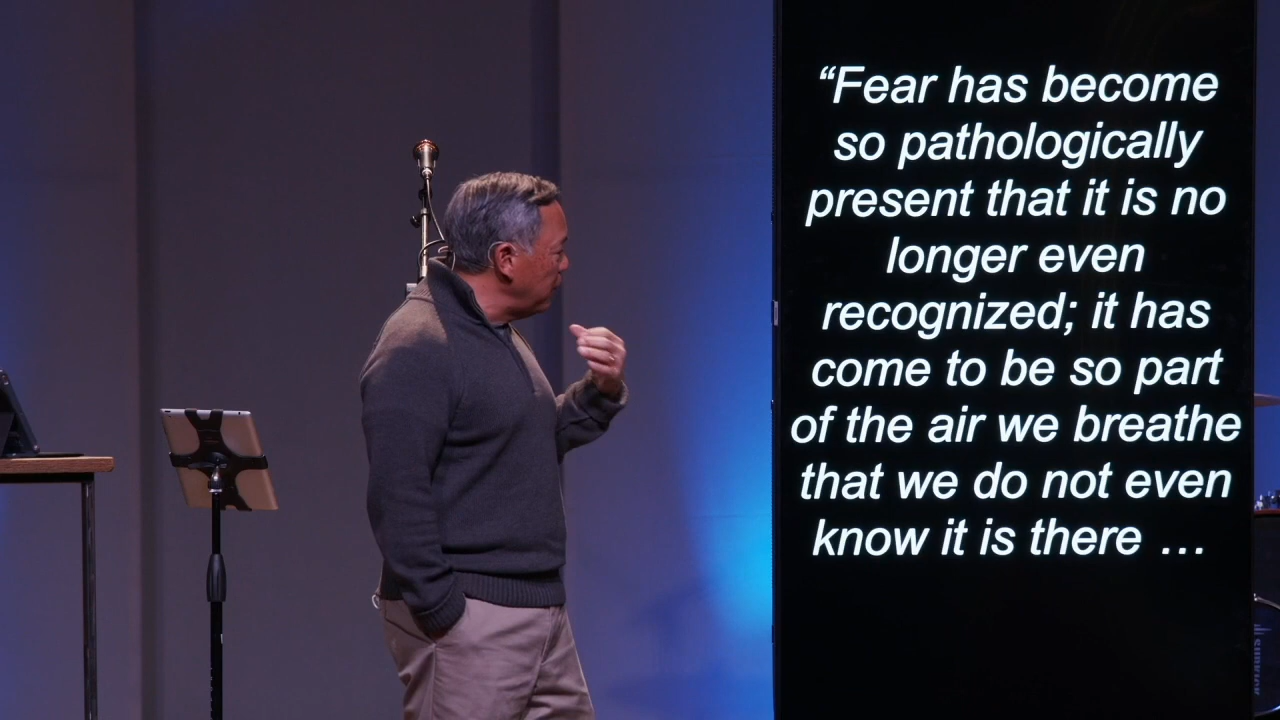 “Fear has become
so pathologically
present that it is no
longer even
recognized; it has
come to be so part
of the air we breathe
that we do not even
know it is there …